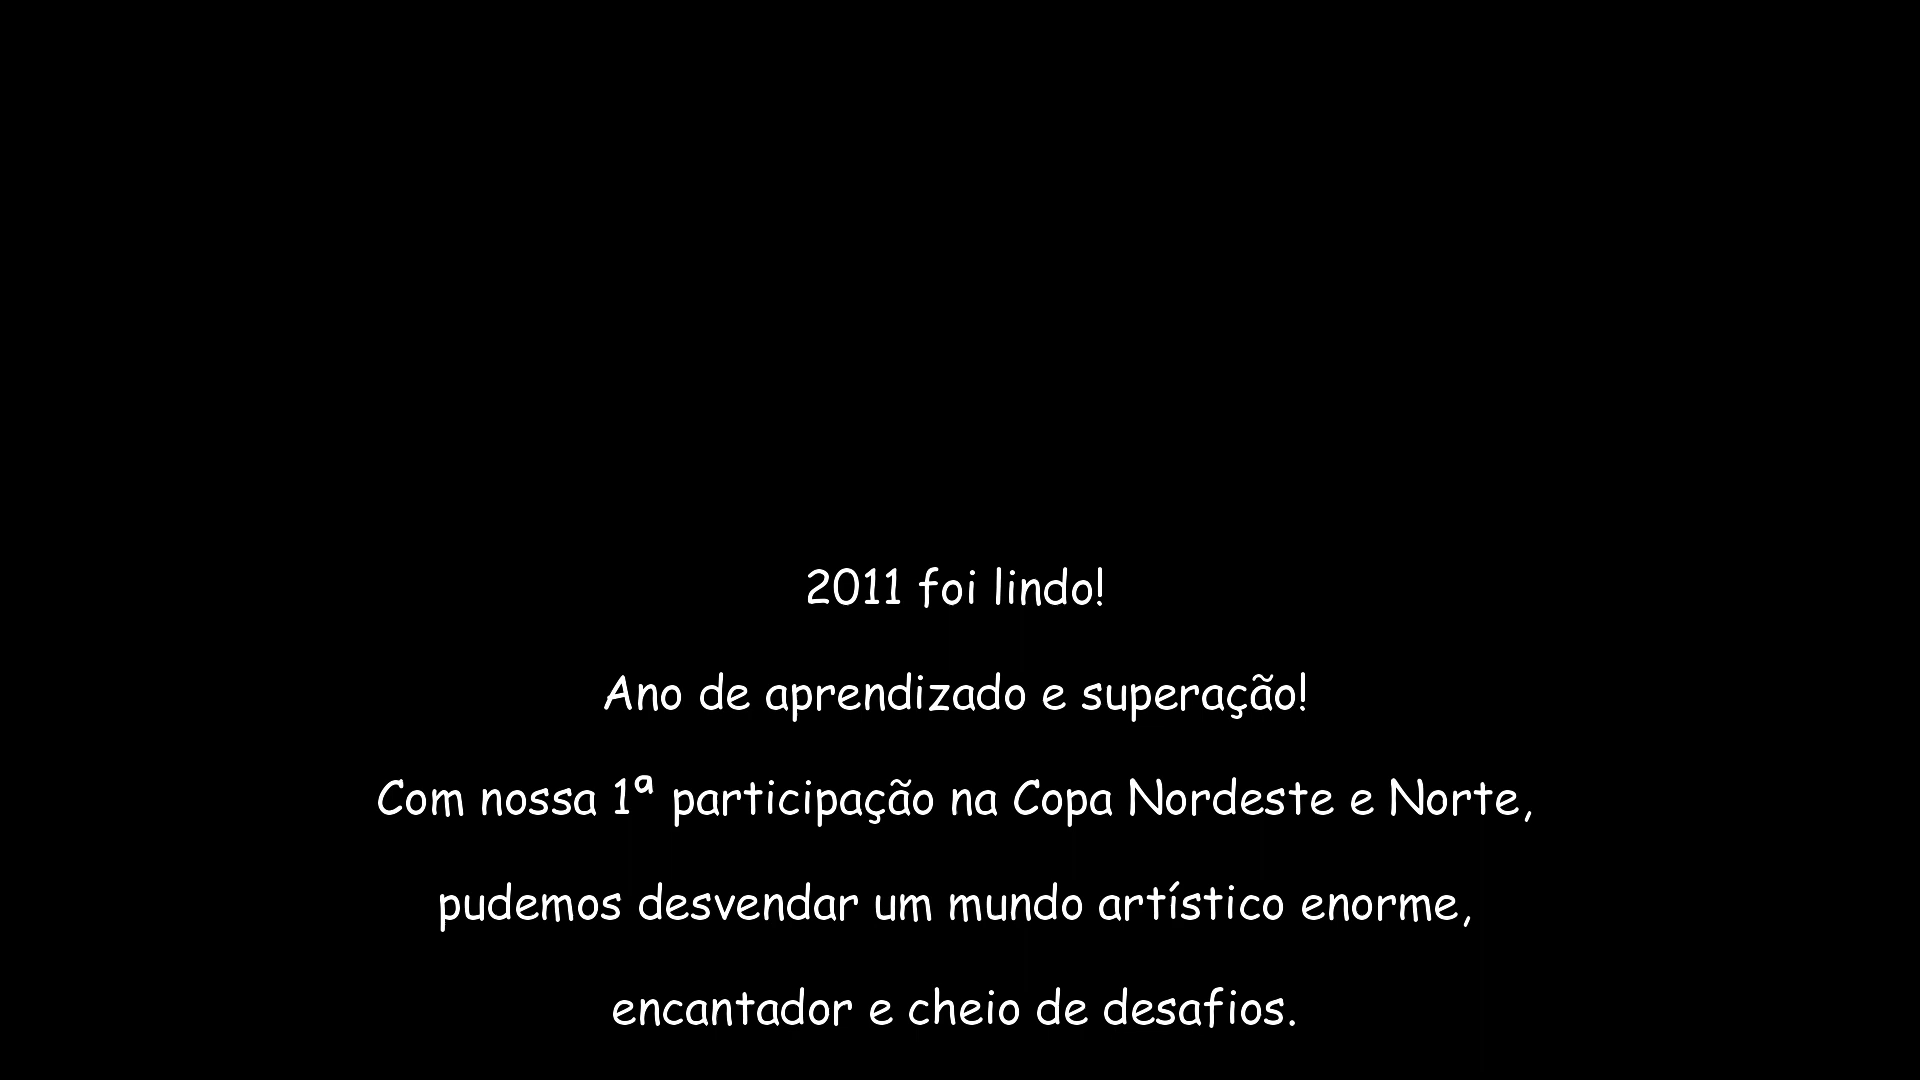 2011 foi lindo!
Ano de aprendizado e superação!
Com nossa 1ª participação na Copa Nordeste e Norte,
pudemos desvendar um mundo artístico enorme,
encantador e cheio de desafios.